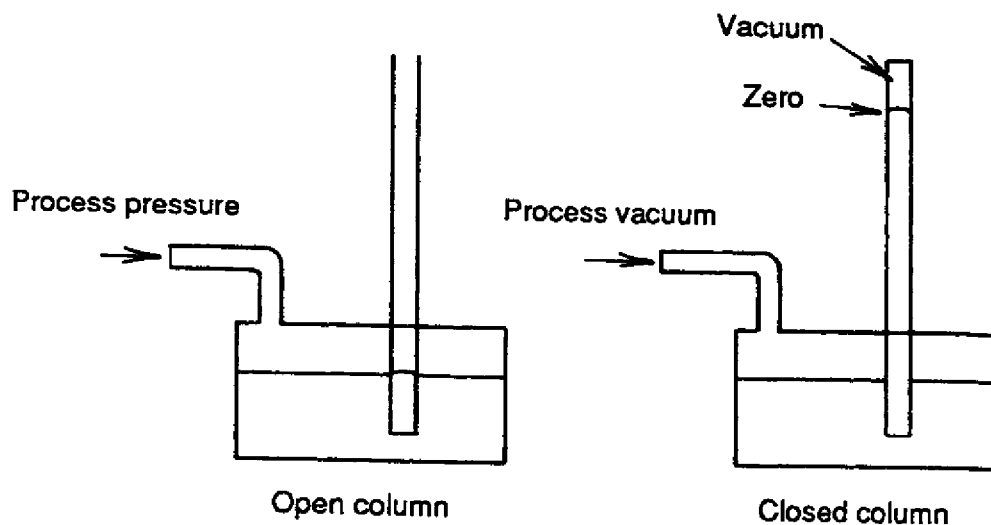 Vacuum
Zero
Process pressure
Process vacuum
Open column
Closed column